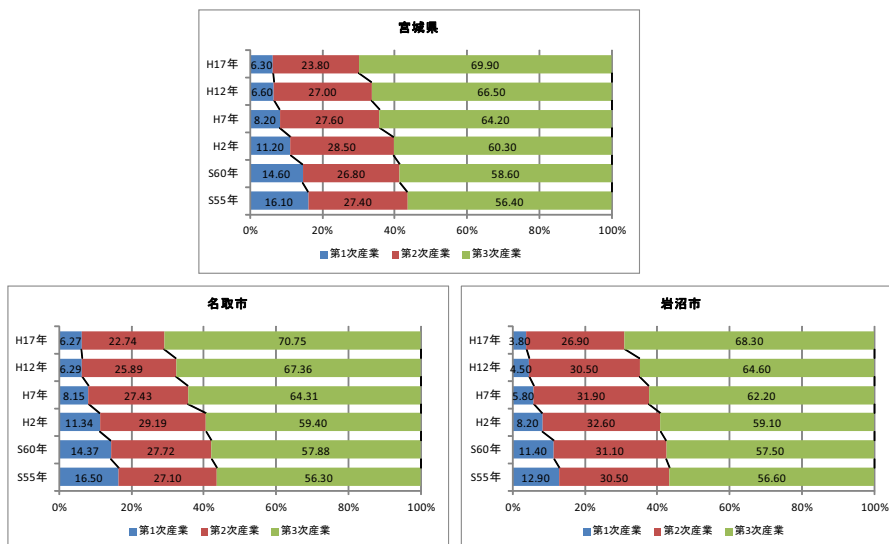 宮城県
H17年 6.30 23.80 69.90
H12年 6.60 27.00 66.50
H7年 8.20 27.60 64.20
H2年 11.20 28.50 60.30
S60年 14.60 26.80 58.60
S55年 16.10 27.40 56.40
0% 20% 40% 60% 80% 100%
第1次産業 第2次産業 第3次産業
名取市
H17年 6.27 22.74 70.75
H12年 6.29 25.89 67.36
H7年 8.15 27.43 64.31
H2年 11.34 29.19 59.40
S60年 14.37 27.72 57.88
S55年 16.50 27.10 56.30
0% 20% 40% 60% 80% 100%
第1次産業 第2次産業 第3次産業
岩沼市
H17年 3.80 26.90 68.30
H12年 4.50 30.50 64.60
H7年 5.80 31.90 62.20
H2年 8.20 32.60 59.10
S60年 11.40 31.10 57.50
S55年 12.90 30.50 56.60
0% 20% 40% 60% 80% 100%
第1次産業 第2次産業 第3次産業